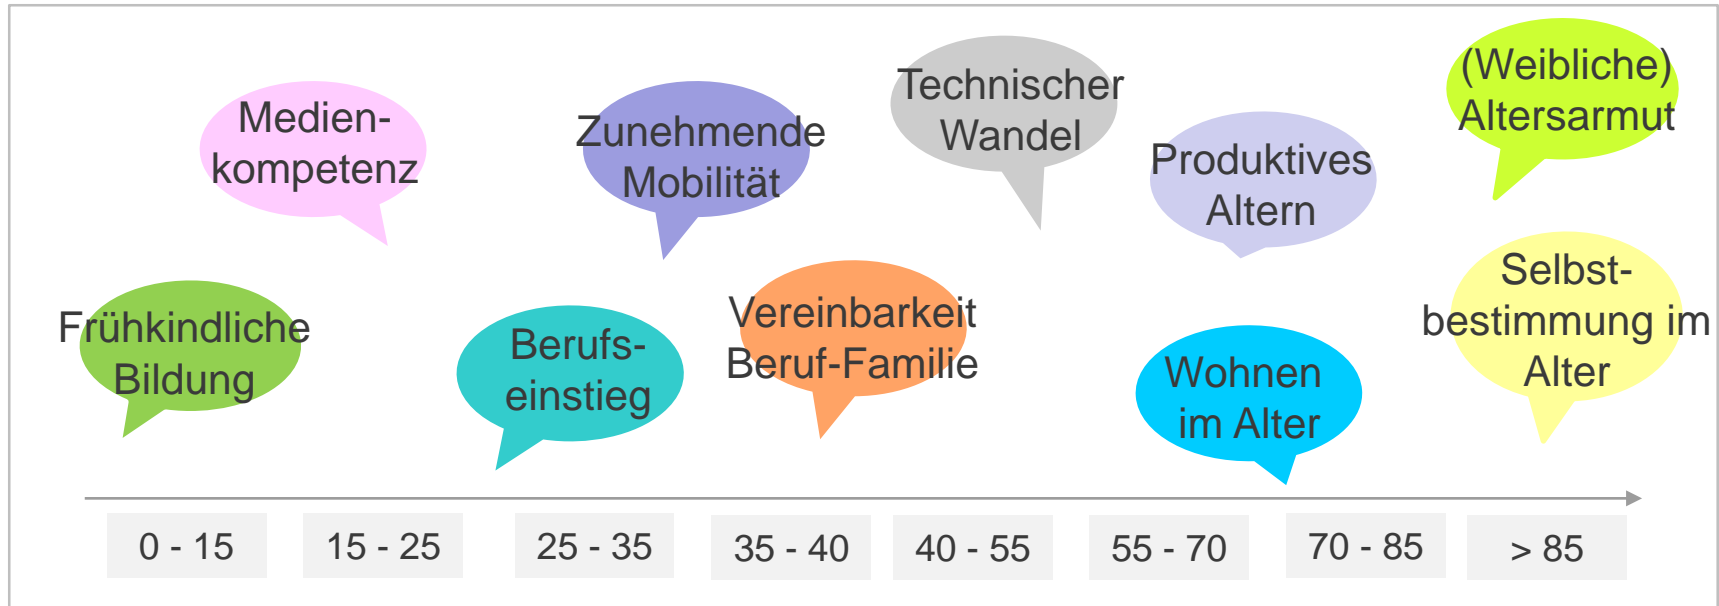 Medien-
kompetenz
Zunehmende
Mobilität
Technischer
Wandel
Produktives
Altern
(Weibliche)
Altersarmut
Frühkindliche
Bildung
Berufs-
einstieg
Vereinbarkeit
Beruf-Familie
Wohnen
im Alter
Selbst-
bestimmung im
Alter
0 - 15
15 - 25
25 - 35
35 - 40
40 - 55
55 - 70
70 - 85
> 85